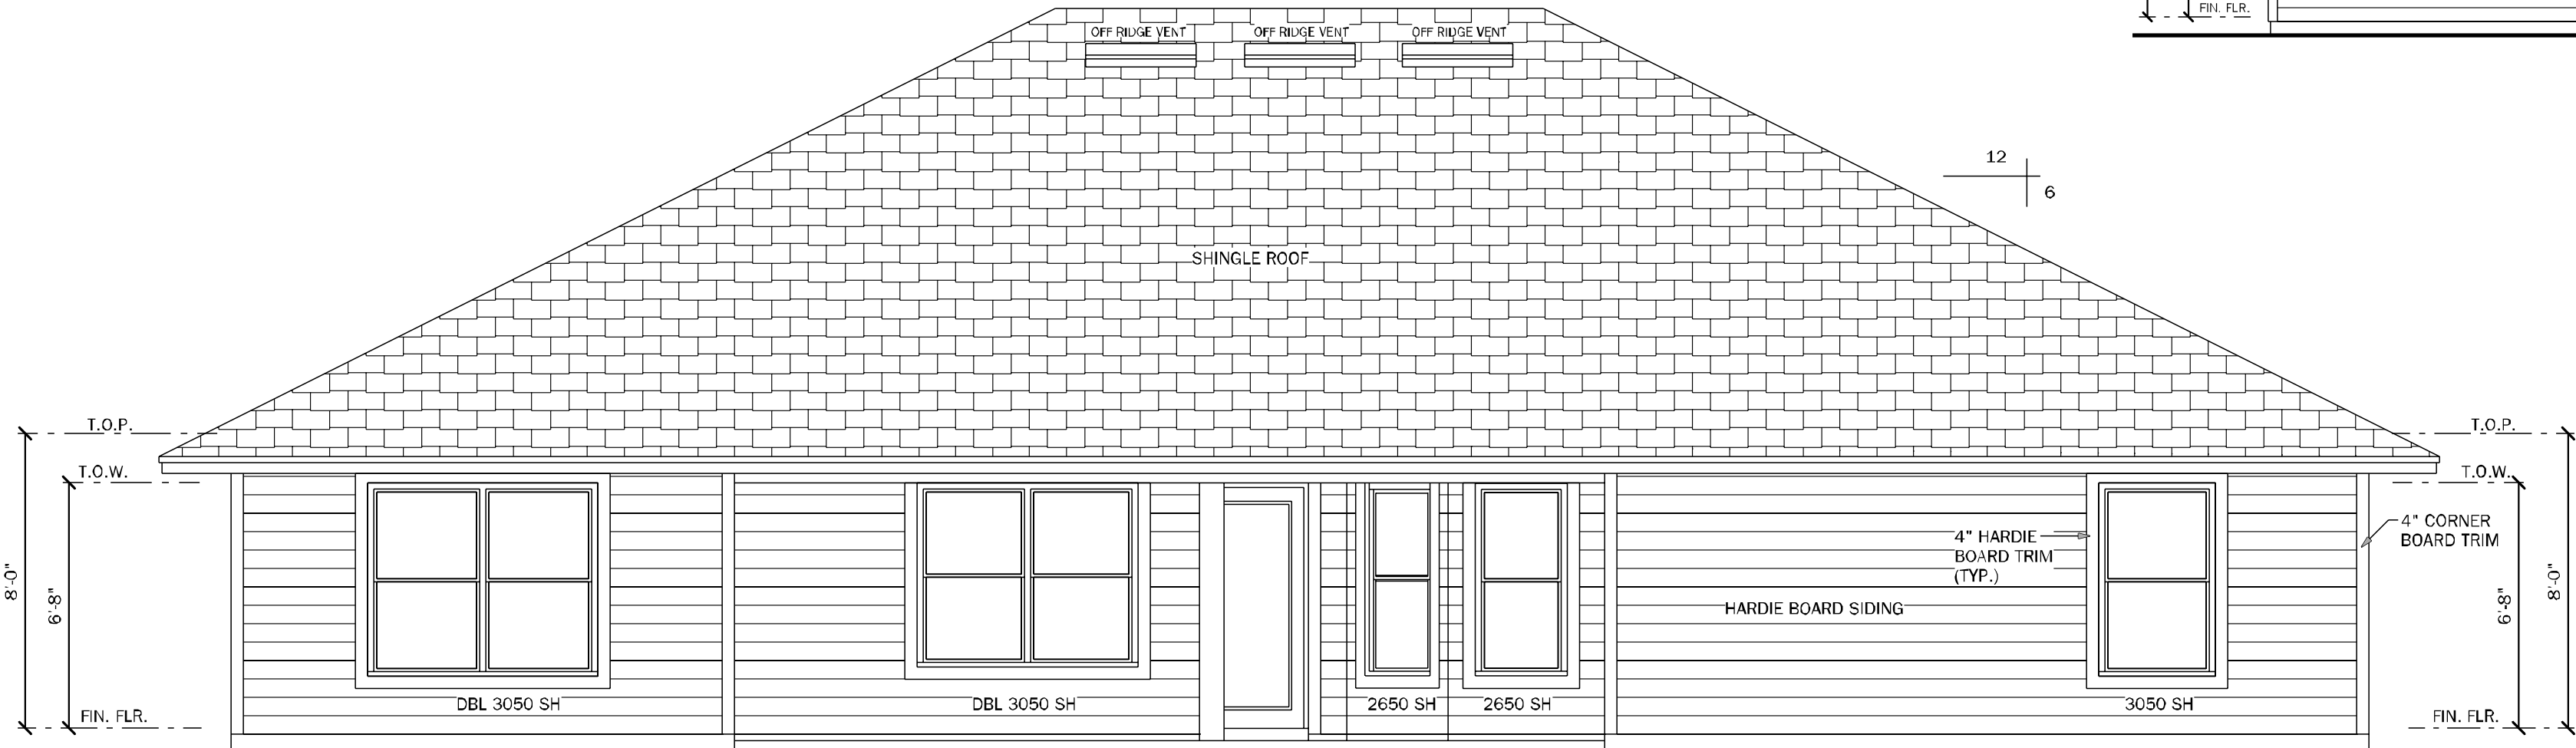 FIN. FLR.
OFF RIDGE VENT
OFF RIDGE VENT
OFF RIDGE VENT
12
6
SHINGLE ROOF
T.O.P.
T.O.P.
T.O.W.
T.O.W.
4" HARDIE
BOARD TRIM
(TYP.)
4" CORNER
BOARD TRIM
8'-0"
6'-8"
HARDIE BOARD SIDING
6'-8"
8'-0"
DBL 3050 SH
DBL 3050 SH
2650 SH
2650 SH
3050 SH
FIN. FLR.
FIN. FLR.